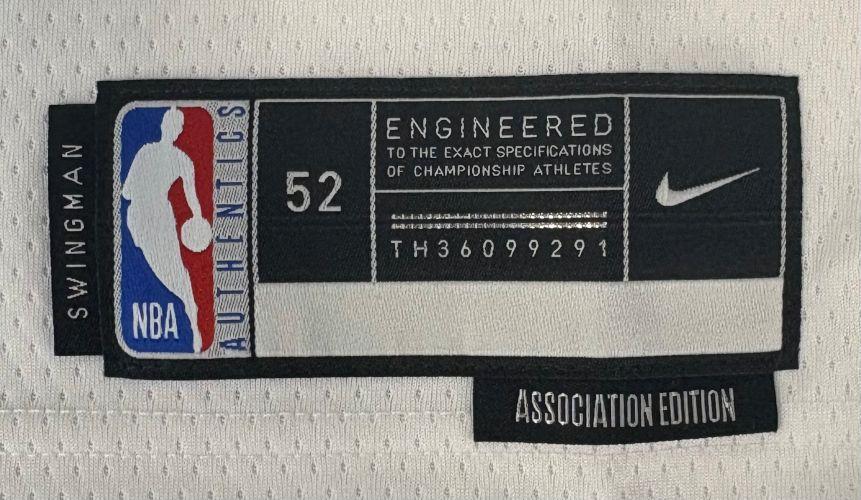 SWINGMAN
NBA
AUTHENTICS
52
ENGINEERED
TO THE EXACT SPECIFICATIONS
OF CHAMPIONSHIP ATHLETES
TH36099291
ASSOCIATION EDITION